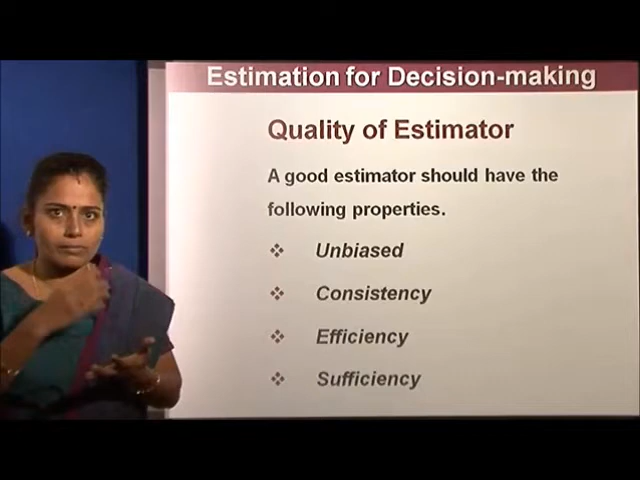 Estimation for Decision-making
Quality of Estimator
A good estimator should have the
following properties.
❖ Unbiased
❖ Consistency
❖ Efficiency
❖ Sufficiency